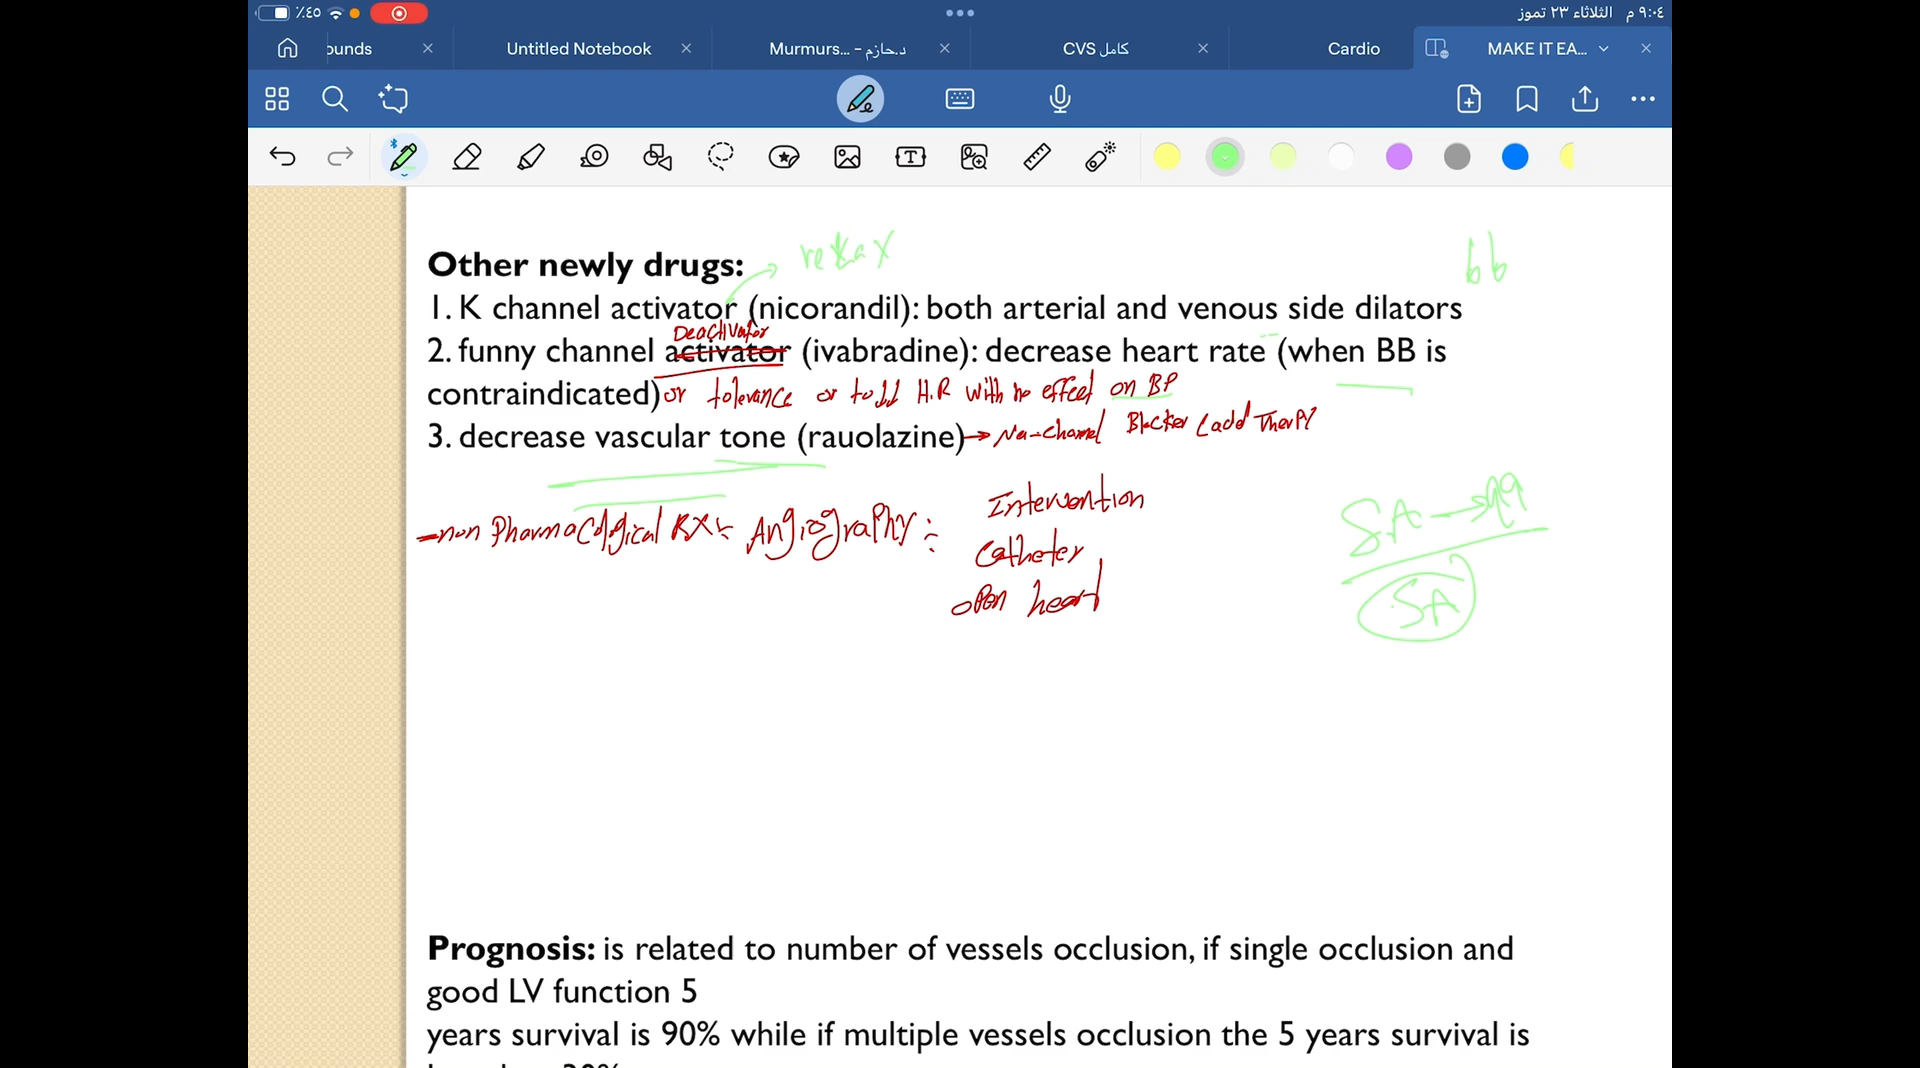 ٪٤٥
٩:٠٤ م الثلاثاء ٢٣ تموز
ounds
Untitled Notebook
Murmurs... - د.حازم
CVS كامل
Cardio
MAKE IT EA...
relax
bb
Other newly drugs:
1. K channel activator (nicorandil): both arterial and venous side dilators
Deactivator
2. funny channel activator (ivabradine): decrease heart rate (when BB is
contraindicated) or tolerance or to ↓↓ H.R with no effect on BP
3. decrease vascular tone (rauolazine) → Na-channel Blocker (add Therpy
Intervention
-non Pharmacological RX:- Angiography:-
Catheter
open heart
SA →
SA
Prognosis: is related to number of vessels occlusion, if single occlusion and
good LV function 5
years survival is 90% while if multiple vessels occlusion the 5 years survival is